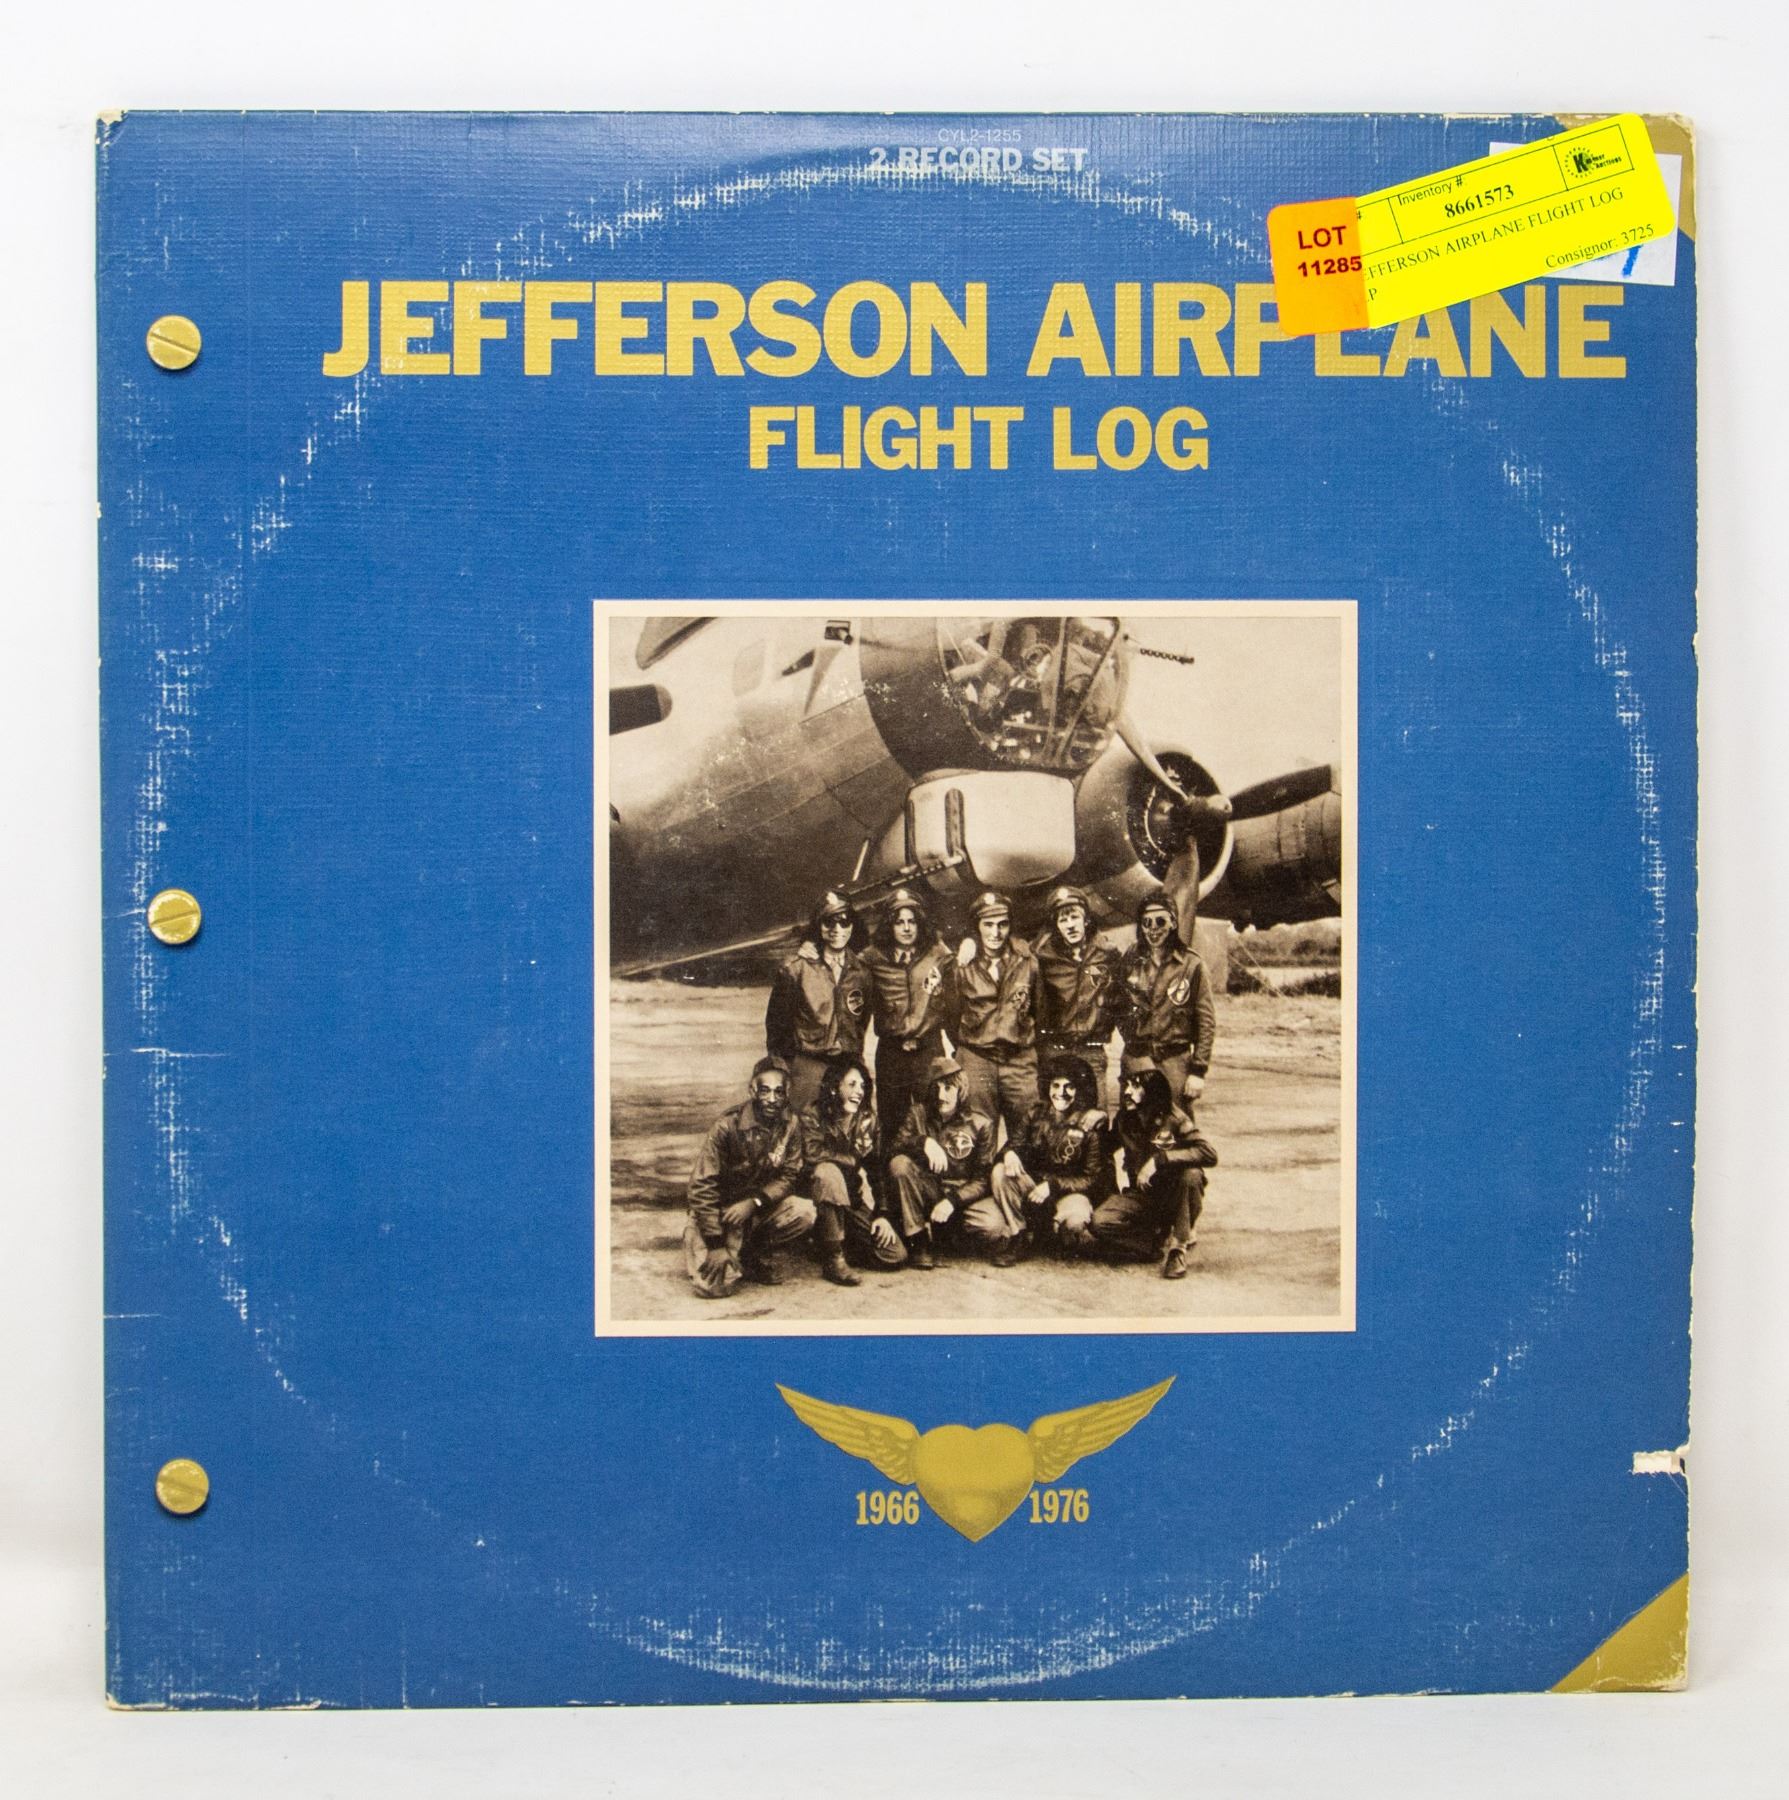 CYL2-1255
2 RECORD SET
Inventory #:
8661573
LOT
11285
#
EFFERSON AIRPLANE FLIGHT LOG
Consignor: 3725
JEFFERSON AIRPLANE
FLIGHT LOG
1966 1976